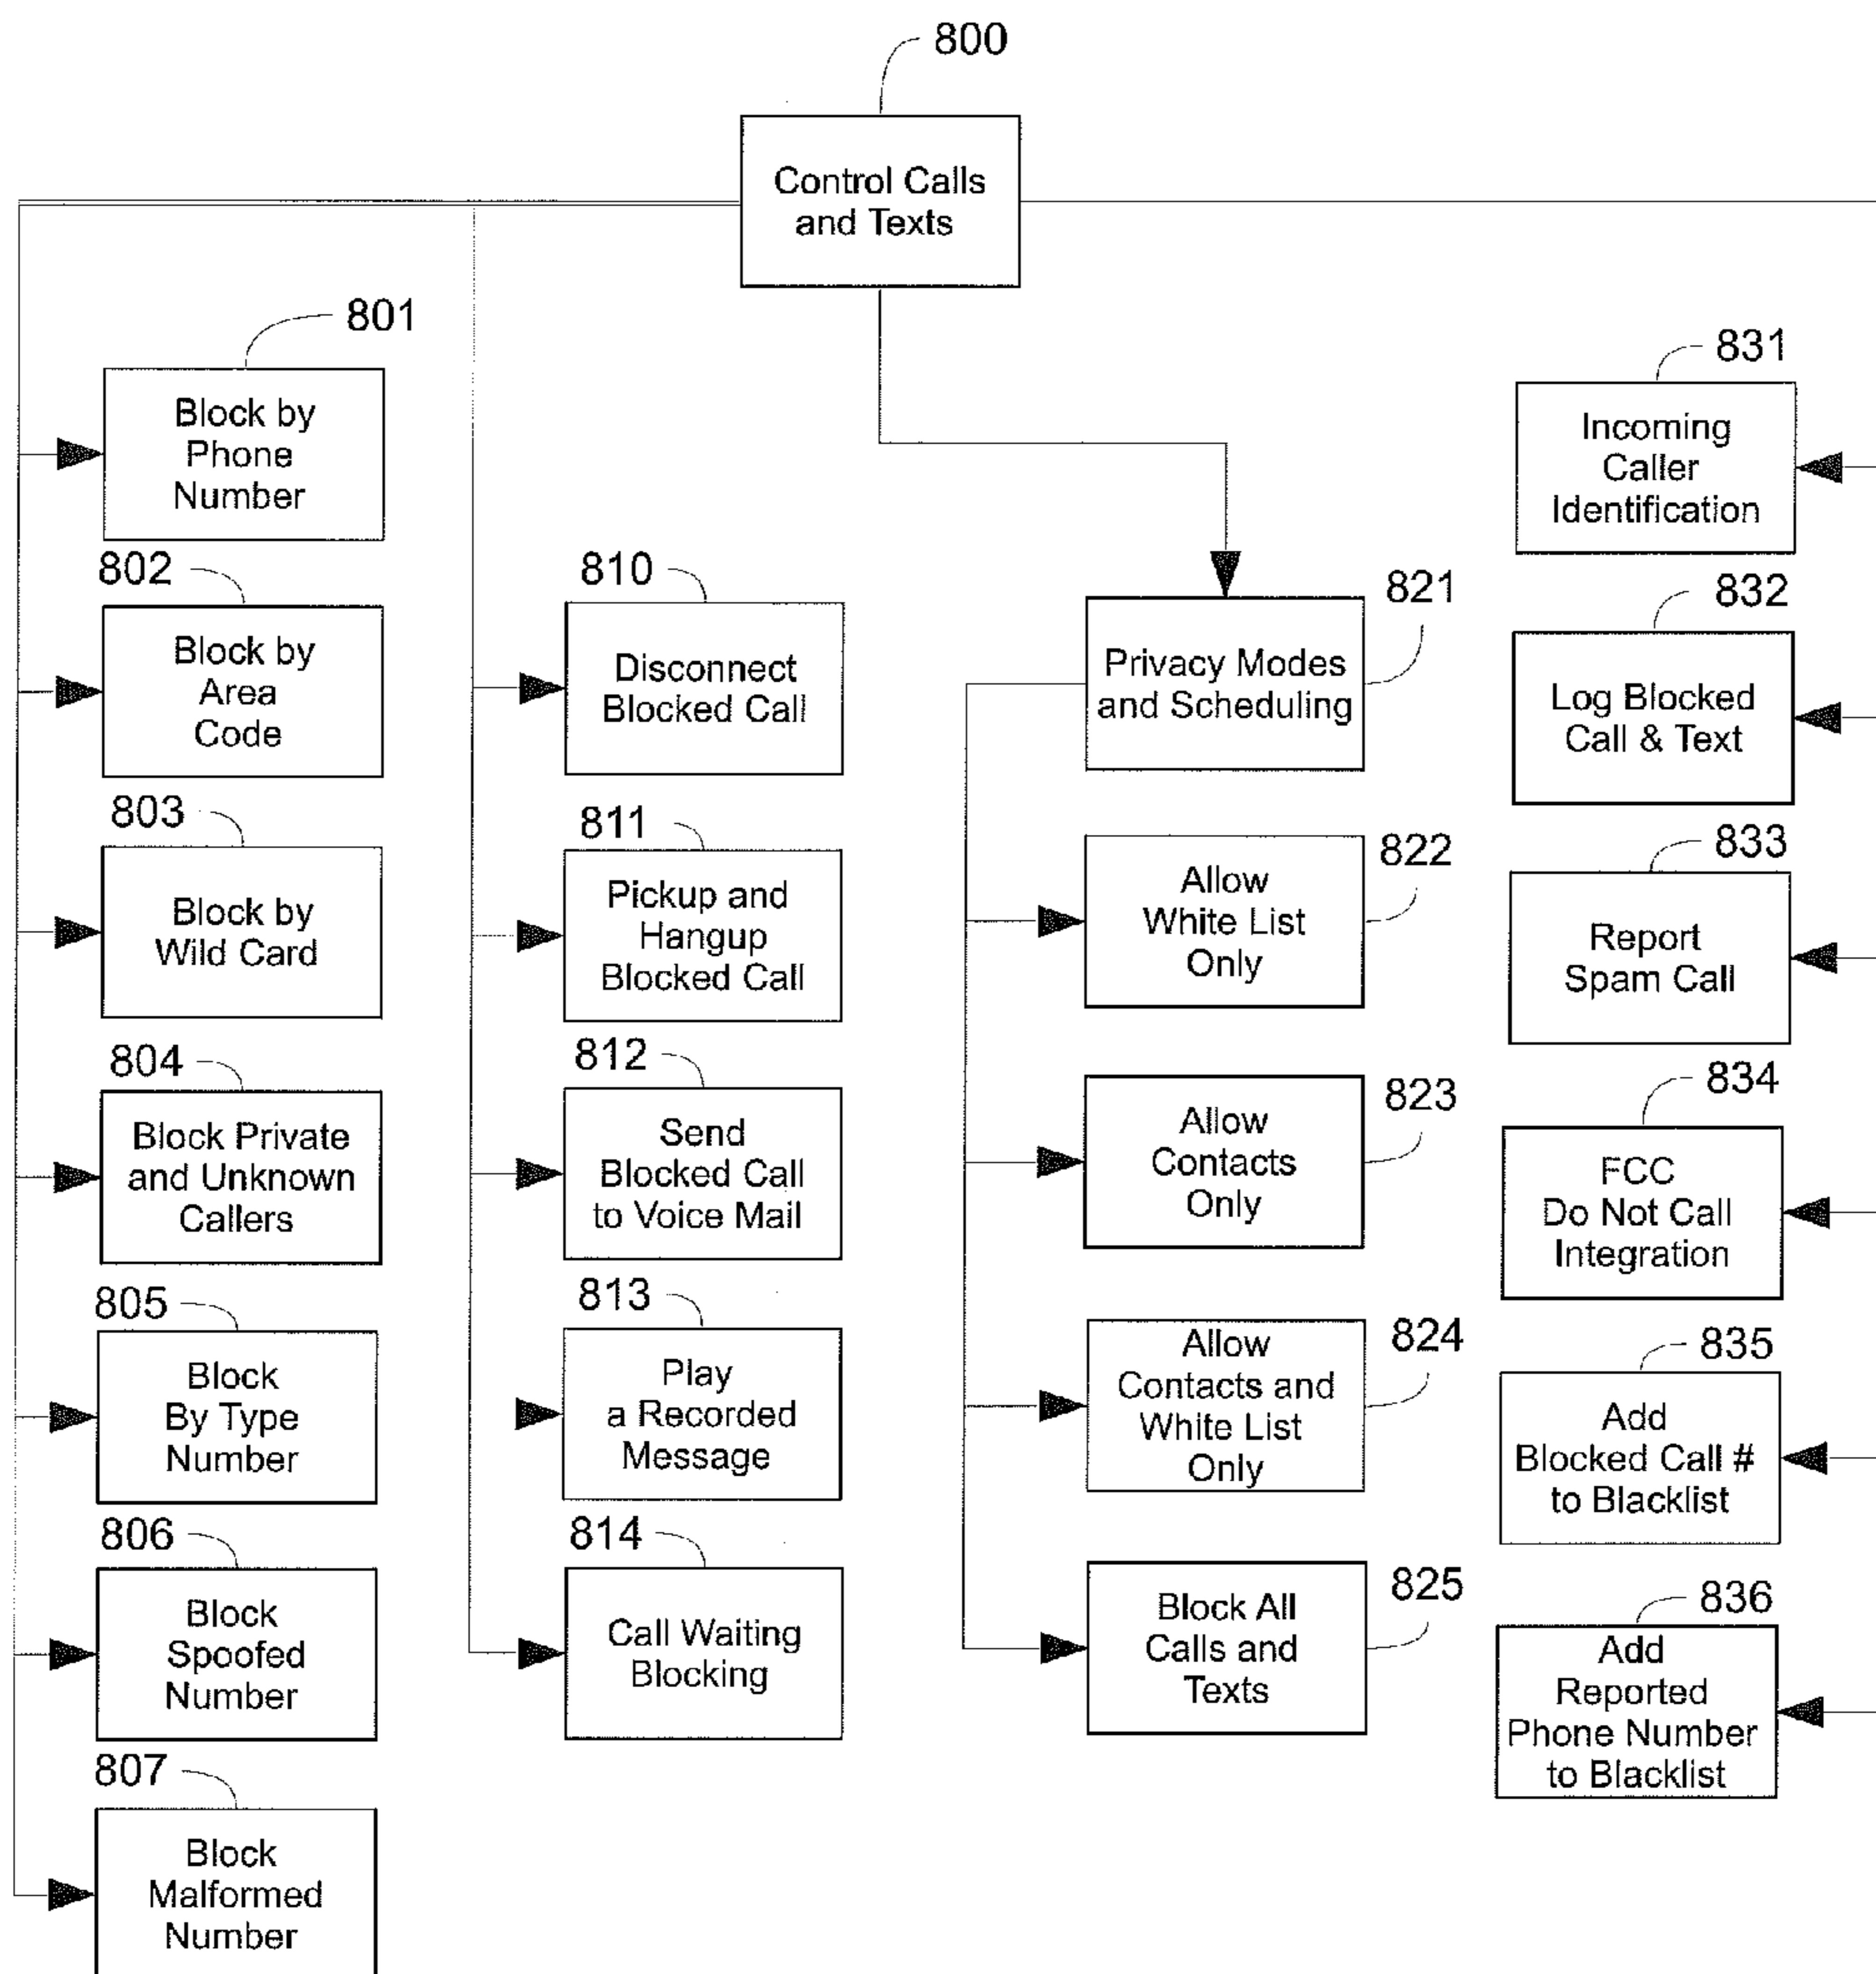 800
Control Calls
and Texts
801
Block by
Phone
Number
802
Block by
Area
Code
803
Block by
Wild Card
804
Block Private
and Unknown
Callers
805
Block
By Type
Number
806
Block
Spoofed
Number
807
Block
Malformed
Number
810
Disconnect
Blocked Call
811
Pickup and
Hangup
Blocked Call
812
Send
Blocked Call
to Voice Mail
813
Play
a Recorded
Message
814
Call Waiting
Blocking
821
Privacy Modes
and Scheduling
822
Allow
White List
Only
823
Allow
Contacts
Only
824
Allow
Contacts and
White List
Only
825
Block All
Calls and
Texts
831
Incoming
Caller
Identification
832
Log Blocked
Call & Text
833
Report
Spam Call
834
FCC
Do Not Call
Integration
835
Add
Blocked Call #
to Blacklist
836
Add
Reported
Phone Number
to Blacklist